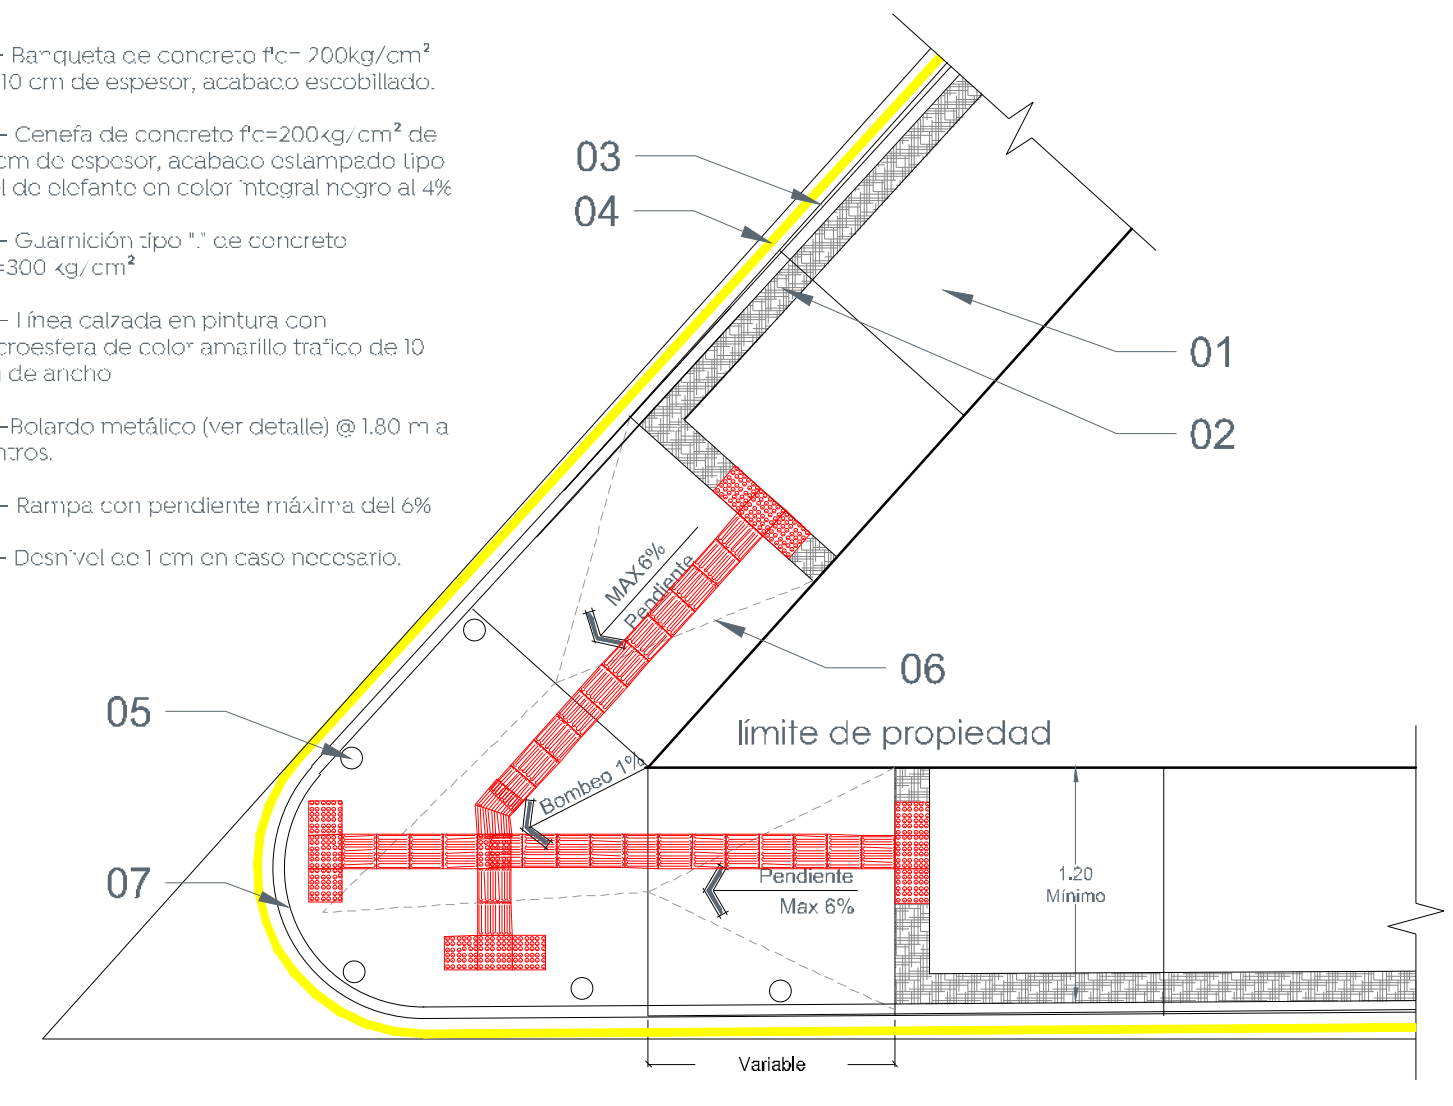 - Banqueta de concreto f'c= 200kg/cm²
10 cm de espesor, acabado escobillado.
- Cenefa de concreto f'c=200kg/cm² de
cm de espesor, acabado estampado tipo
l de elefante en color integral negro al 4%
- Guarnición tipo "L" de concreto
=300 kg/cm²
- Línea calzada en pintura con
croesfera de color amarillo trafico de 10
de ancho
-Bolardo metálico (ver detalle) @ 1.80 m a
ntros.
- Rampa con pendiente máxima del 6%
- Desnivel de 1 cm en caso necesario.
03
04
01
02
MAX 6%
Pendiente
06
05
límite de propiedad
Bombeo 1%
07
Pendiente
Max 6%
1.20
Mínimo
Variable